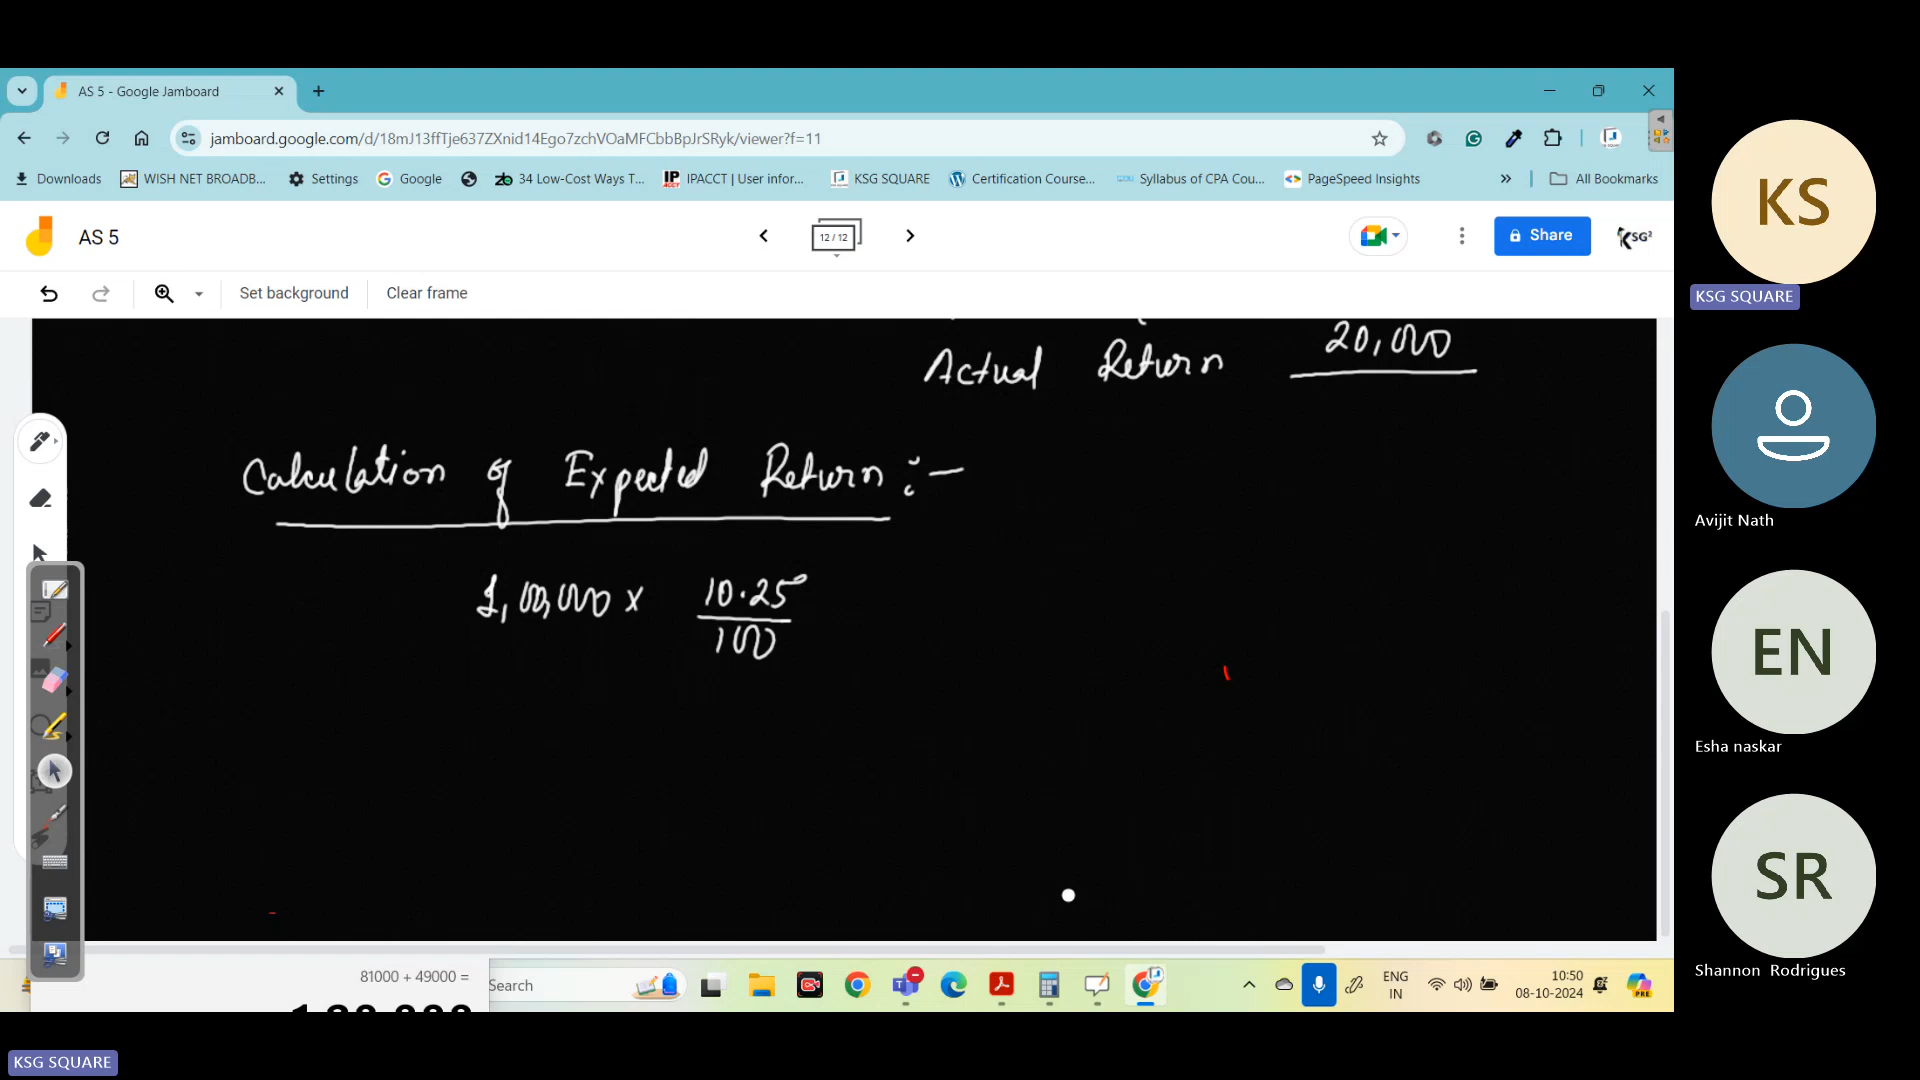 AS 5 - Google Jamboard
jamboard.google.com/d/18mJ13ffTje637ZXnid14Ego7zchVOaMFCbbBpJrSRyk/viewer?f=11
Downloads WISH NET BROADB... Settings Google 34 Low-Cost Ways T... IPACCT | User infor... KSG SQUARE Certification Course... Syllabus of CPA Cou... PageSpeed Insights » All Bookmarks
AS 5 12 / 12 Share KSG²
Set background Clear frame
20,000
Actual Return
Calculation of Expected Return :-
1,00,000 x 10.25
100
81000 + 49000 =
Search
ENG
IN
10:50
08-10-2024
PRE
KS
KSG SQUARE
Avijit Nath
EN
Esha naskar
SR
Shannon Rodrigues
KSG SQUARE